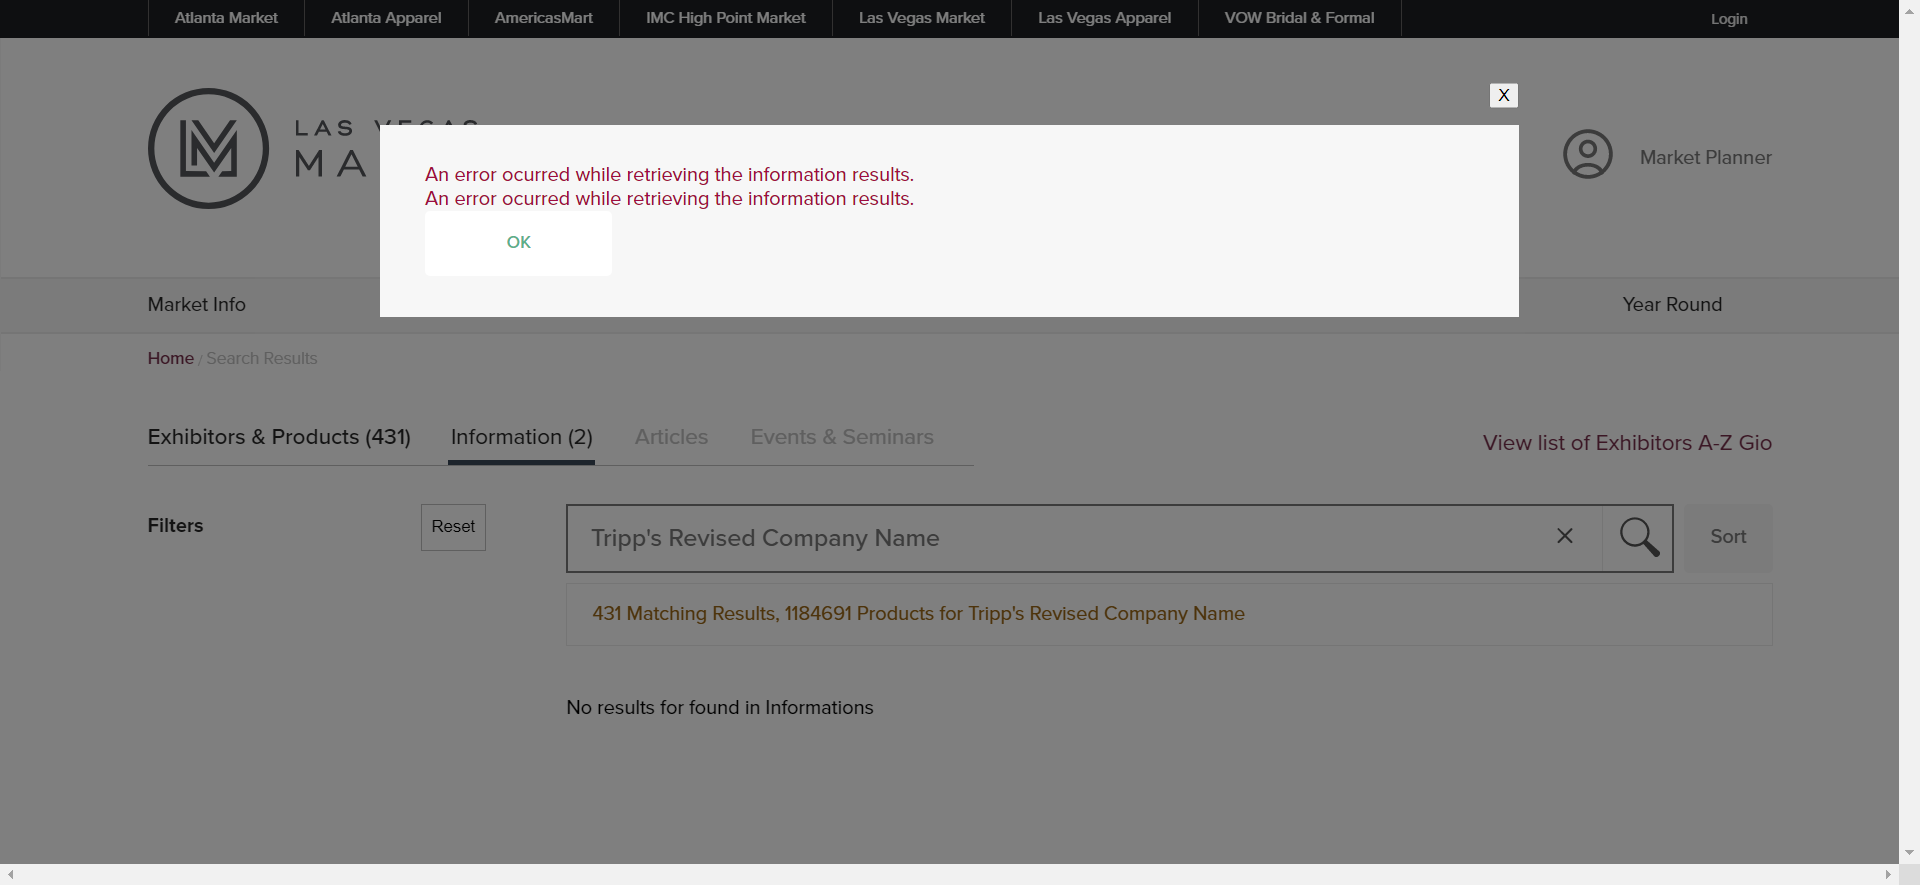 Atlanta Market
Atlanta Apparel
AmericasMart
IMC High Point Market
Las Vegas Market
Las Vegas Apparel
VOW Bridal & Formal
Login
X
LAS VEGAS
MA
An error ocurred while retrieving the information results.
An error ocurred while retrieving the information results.
OK
Market Planner
Market Info
Year Round
Home / Search Results
Exhibitors & Products (431)
Information (2)
Articles
Events & Seminars
View list of Exhibitors A-Z Gio
Filters
Reset
Tripp's Revised Company Name
Sort
431 Matching Results, 1184691 Products for Tripp's Revised Company Name
No results for found in Informations